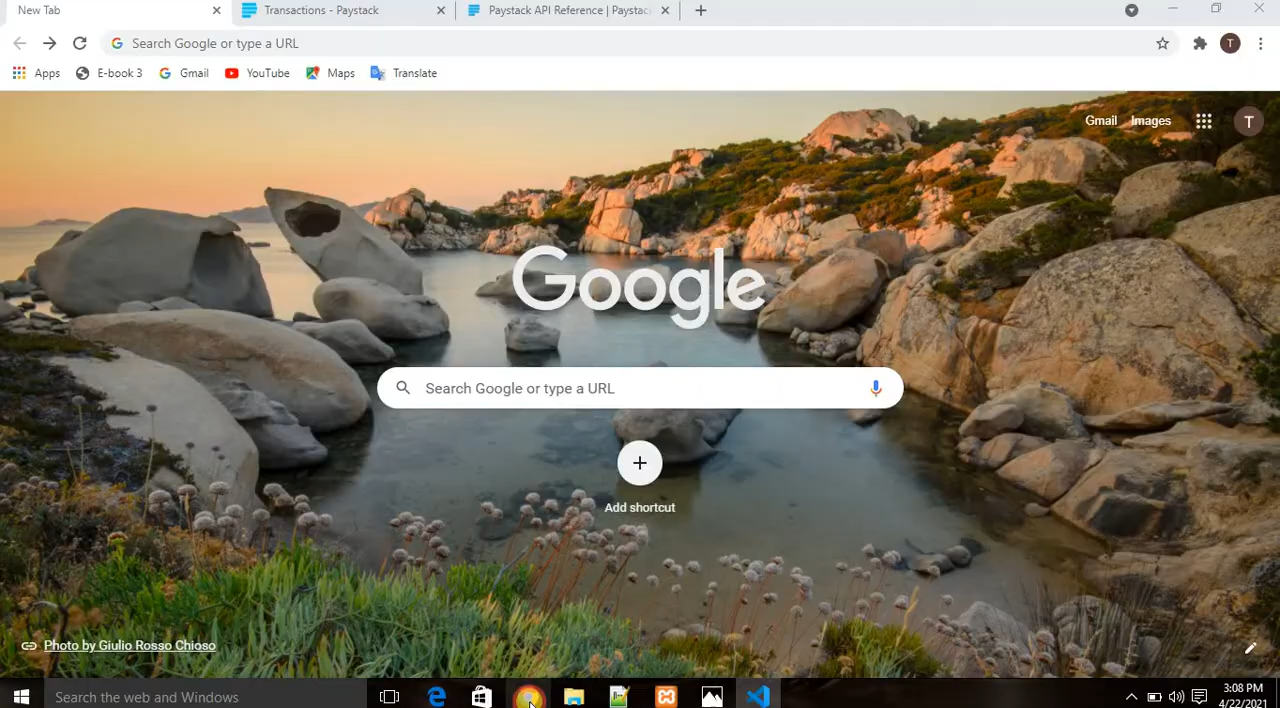 New Tab
Transactions - Paystack
Paystack API Reference | Paystac
Search Google or type a URL
T
Apps
E-book 3
Gmail
YouTube
Maps
Translate
Gmail
Images
T
Google
Search Google or type a URL
Add shortcut
Photo by Giulio Rosso Chioso
Search the web and Windows
3:08 PM
4/22/2021